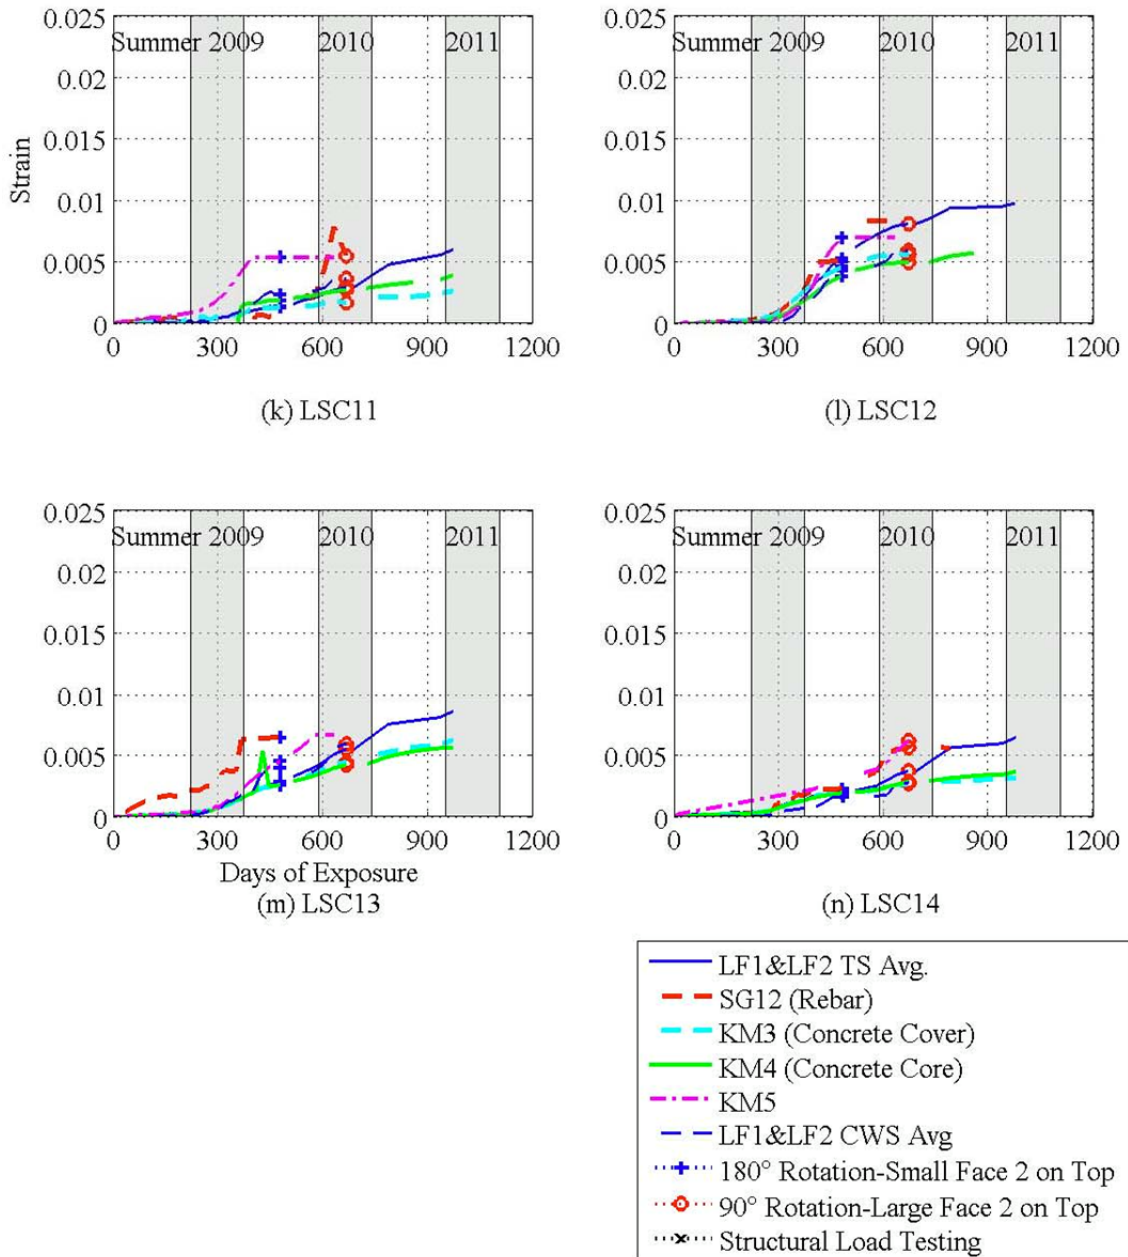 0.025
Summer 2009 2010 2011
0.02
0.015
Strain
0.01
0.005
0
0 300 600 900 1200
(k) LSC11
0.025
Summer 2009 2010 2011
0.02
0.015
0.01
0.005
0
0 300 600 900 1200
(l) LSC12
0.025
Summer 2009 2010 2011
0.02
0.015
0.01
0.005
0
0 300 600 900 1200
Days of Exposure
(m) LSC13
0.025
Summer 2009 2010 2011
0.02
0.015
0.01
0.005
0
0 300 600 900 1200
(n) LSC14
LF1&LF2 TS Avg.
SG12 (Rebar)
KM3 (Concrete Cover)
KM4 (Concrete Core)
KM5
LF1&LF2 CWS Avg
180° Rotation-Small Face 2 on Top
90° Rotation-Large Face 2 on Top
Structural Load Testing